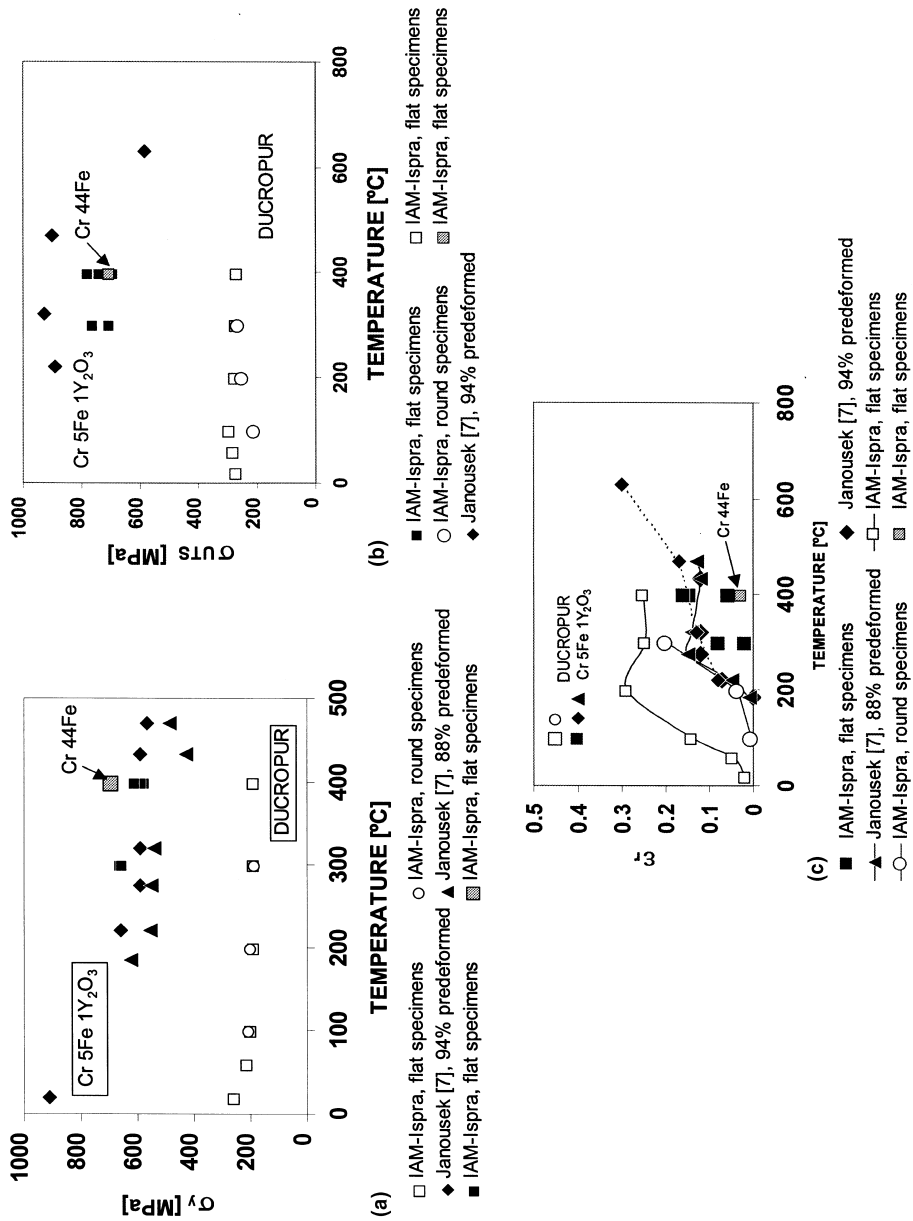 1000
800
600
400
200
0
σy [MPa]
Cr 5Fe 1Y2O3
Cr 44Fe
DUCROPUR
0 100 200 300 400 500
TEMPERATURE [ºC]
(a)
IAM-Ispra, flat specimens
IAM-Ispra, round specimens
Janousek [7], 94% predeformed
Janousek [7], 88% predeformed
IAM-Ispra, flat specimens
IAM-Ispra, flat specimens
1000
800
600
400
200
0
σUTS [MPa]
Cr 5Fe 1Y2O3
Cr 44Fe
DUCROPUR
0 200 400 600 800
TEMPERATURE [ºC]
(b)
IAM-Ispra, flat specimens
IAM-Ispra, flat specimens
IAM-Ispra, round specimens
IAM-Ispra, flat specimens
Janousek [7], 94% predeformed
0.5
0.4
0.3
0.2
0.1
0
εf
DUCROPUR
Cr 5Fe 1Y2O3
Cr 44Fe
0 200 400 600 800
TEMPERATURE [ºC]
(c)
IAM-Ispra, flat specimens
Janousek [7], 94% predeformed
Janousek [7], 88% predeformed
IAM-Ispra, flat specimens
IAM-Ispra, round specimens
IAM-Ispra, flat specimens